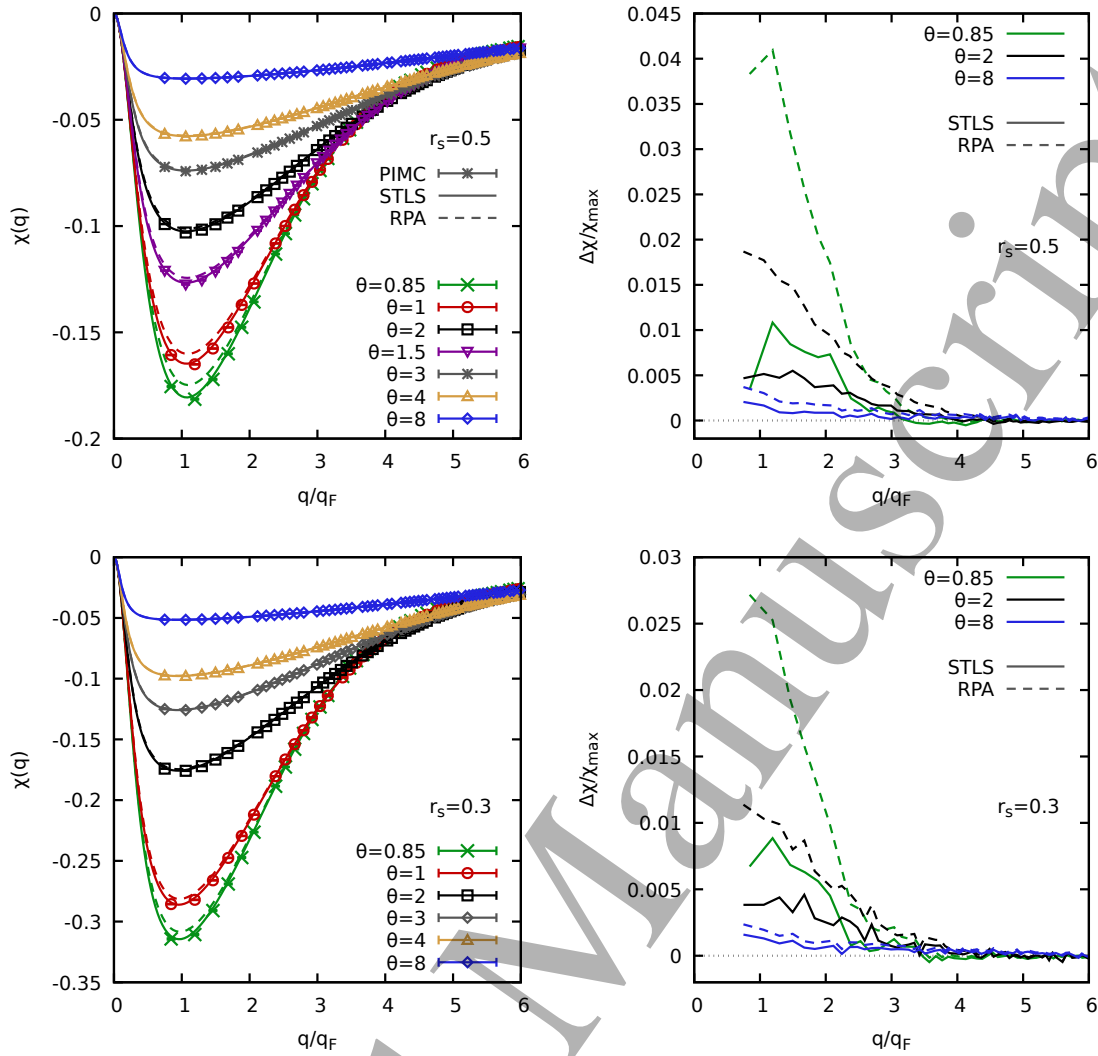 0
-0.05
-0.1
-0.15
-0.2
χ(q)
0 1 2 3 4 5 6
q/q_F
r_s=0.5
PIMC
STLS
RPA
θ=0.85
θ=1
θ=2
θ=1.5
θ=3
θ=4
θ=8
0.045
0.04
0.035
0.03
0.025
0.02
0.015
0.01
0.005
0
Δχ/χ_max
0 1 2 3 4 5 6
q/q_F
θ=0.85
θ=2
θ=8
STLS
RPA
r_s=0.5
0
-0.05
-0.1
-0.15
-0.2
-0.25
-0.3
-0.35
χ(q)
0 1 2 3 4 5 6
q/q_F
r_s=0.3
θ=0.85
θ=1
θ=2
θ=3
θ=4
θ=8
0.03
0.025
0.02
0.015
0.01
0.005
0
Δχ/χ_max
0 1 2 3 4 5 6
q/q_F
θ=0.85
θ=2
θ=8
STLS
RPA
r_s=0.3
Manuscrip